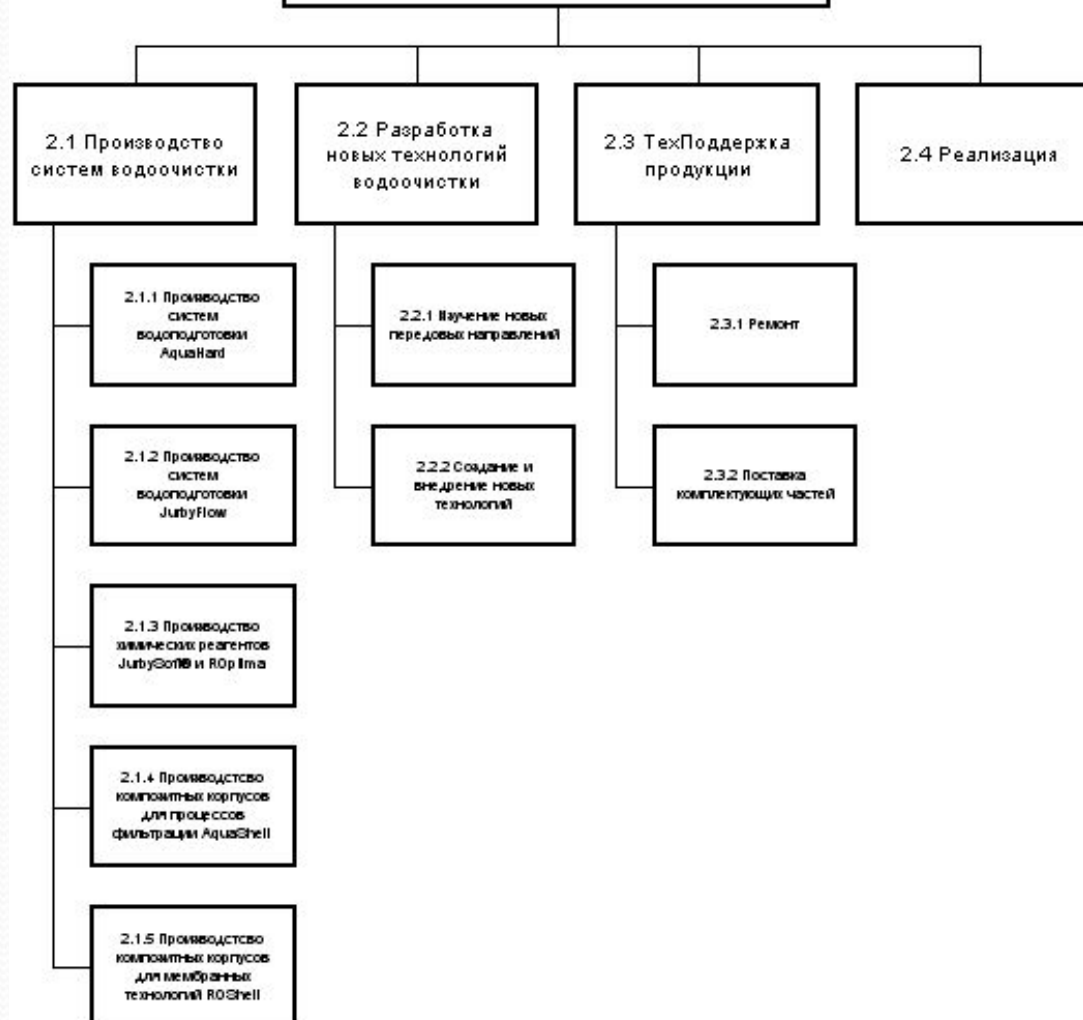 2.1 Производство
систем водоочистки
2.2 Разработка
новых технологий
водоочистки
2.3 ТехПоддержка
продукции
2.4 Реализация
2.1.1 Производство
систем
водоподготовки
AquaHard
2.2.1 Изучение новых
передовых направлений
2.3.1 Ремонт
2.1.2 Производство
систем
водоподготовки
JurbyFlow
2.2.2 Создание и
внедрение новых
технологий
2.3.2 Поставка
комплектующих частей
2.1.3 Производство
химических реагентов
и
2.1.4 Производстсво
композитных корпусов
для процессов
фильтрации AquaShell
2.1.5 Производстсво
композитных корпусов
для мембранных
технологий ROShell